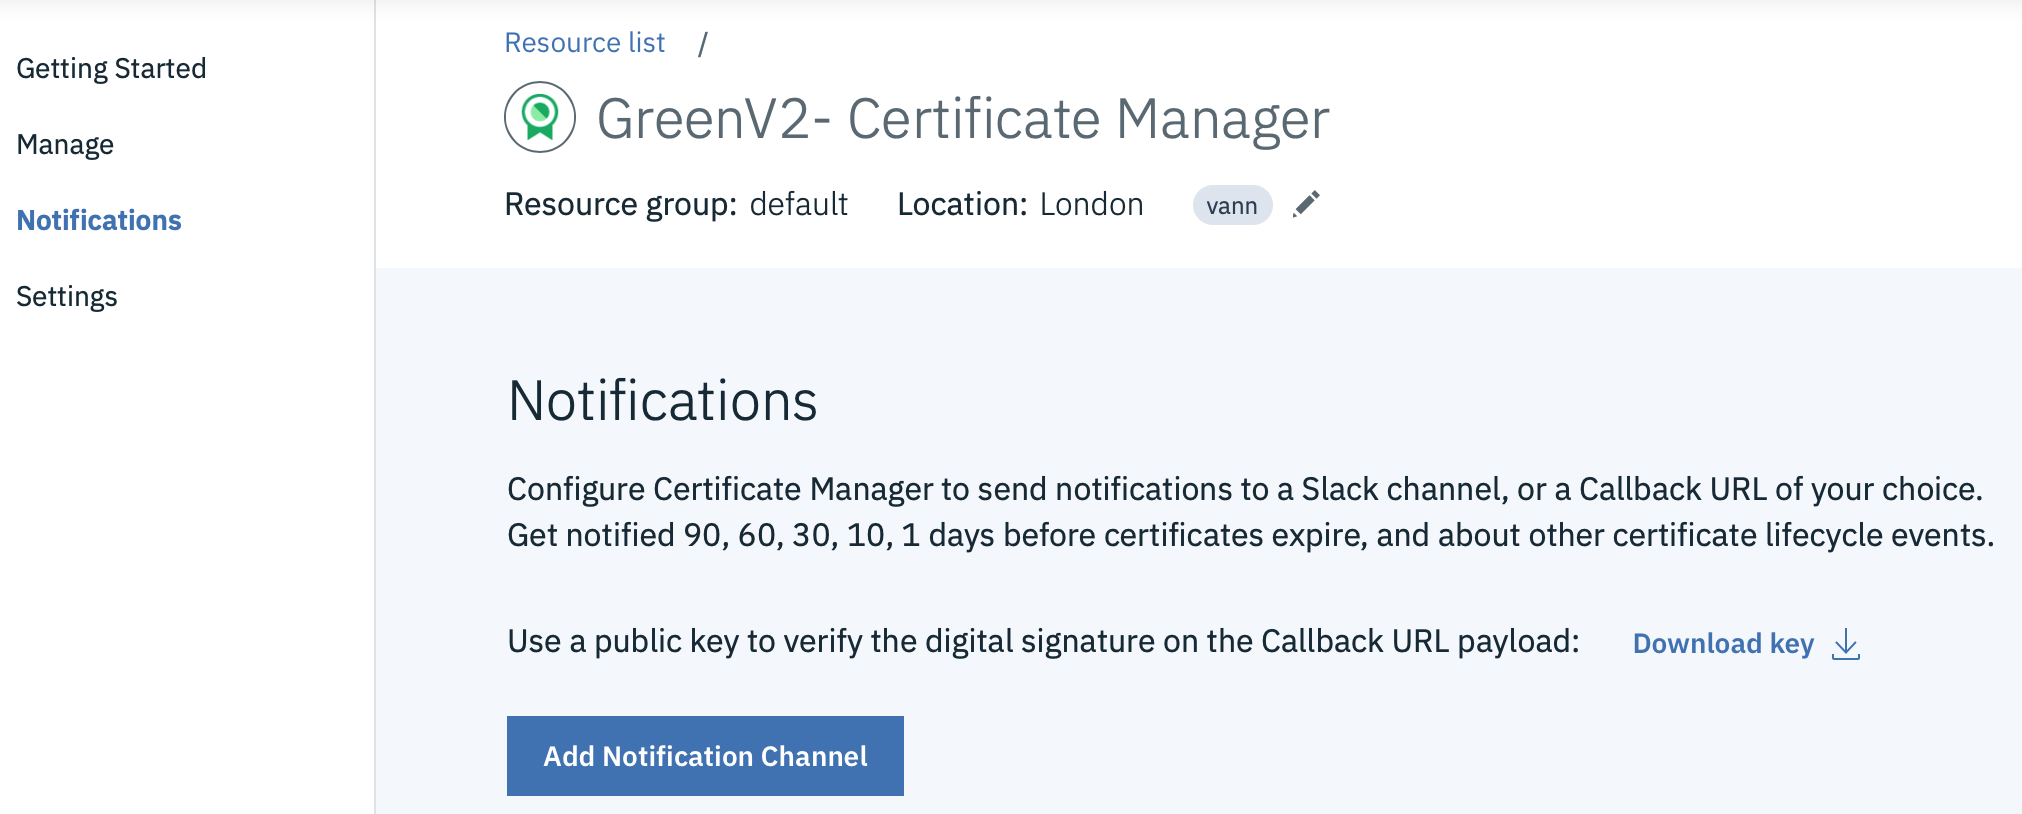 Getting Started
Manage
Notifications
Settings
Resource list /
GreenV2- Certificate Manager
Resource group: default Location: London vann
Notifications
Configure Certificate Manager to send notifications to a Slack channel, or a Callback URL of your choice.
Get notified 90, 60, 30, 10, 1 days before certificates expire, and about other certificate lifecycle events.
Use a public key to verify the digital signature on the Callback URL payload: Download key
Add Notification Channel